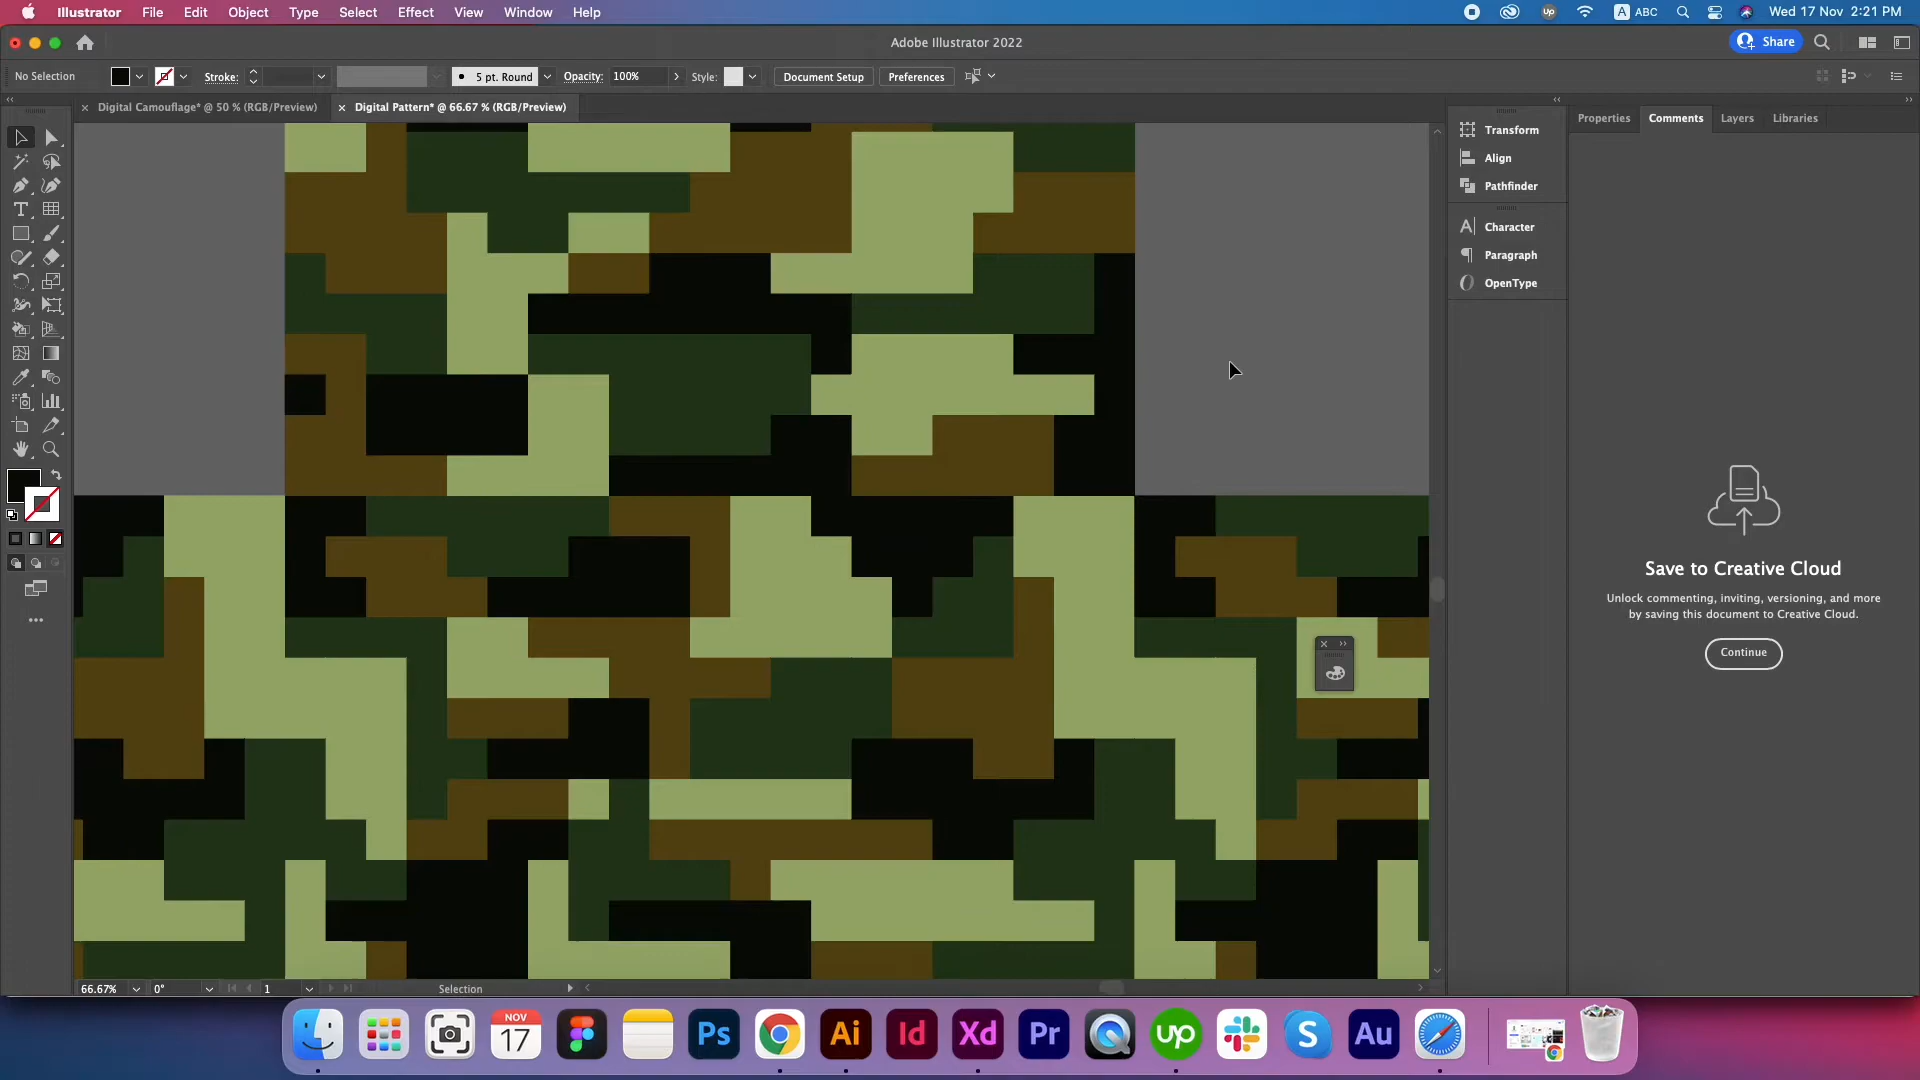 Illustrator File Edit Object Type Select Effect View Window Help
UP A ABC Wed 17 Nov 2:21 PM
Adobe Illustrator 2022
Share
No Selection Stroke: 5 pt. Round Opacity: 100% Style: Document Setup Preferences
Digital Camouflage* @ 50 % (RGB/Preview) Digital Pattern* @ 66.67 % (RGB/Preview)
Transform
Align
Pathfinder
Character
Paragraph
OpenType
Properties Comments Layers Libraries
Save to Creative Cloud
Unlock commenting, inviting, versioning, and more
by saving this document to Creative Cloud.
Continue
66.67% 0° 1 Selection
NOV
17
Ps
Ai
Id
Xd
Pr
up
S
Au